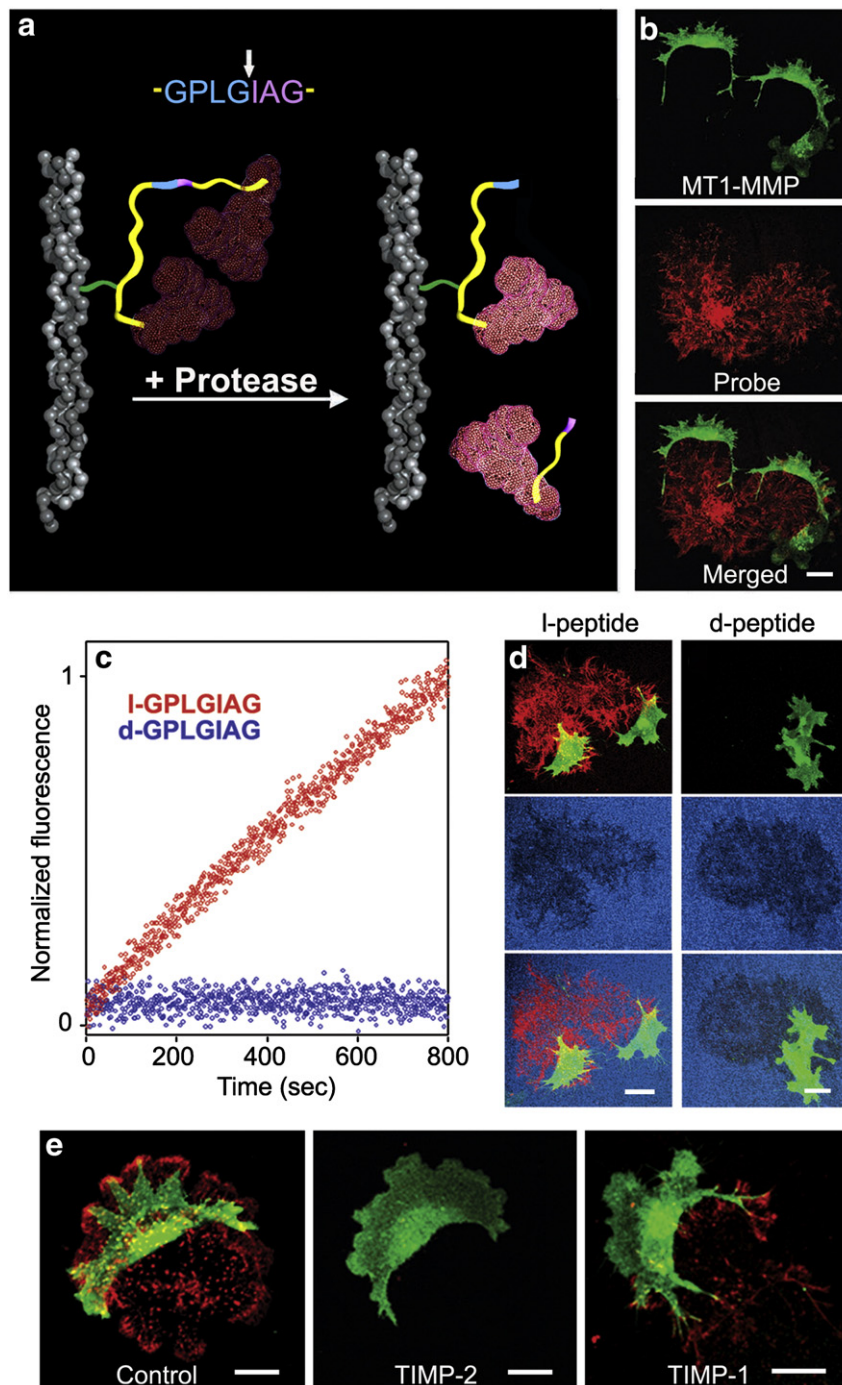 a
-GPLGIAG-
+ Protease
b
MT1-MMP
Probe
Merged
c
1
0
l-GPLGIAG
d-GPLGIAG
Normalized fluorescence
0 200 400 600 800
Time (sec)
l-peptide d-peptide
d
e
Control
TIMP-2
TIMP-1